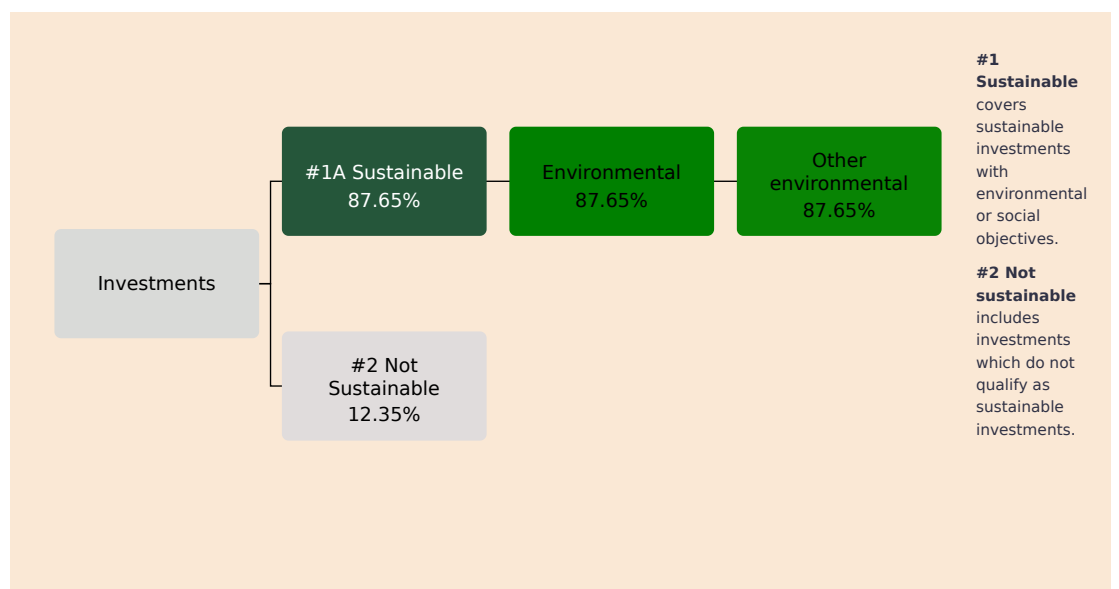 Investments
#1A Sustainable
87.65%
Environmental
87.65%
Other
environmental
87.65%
#2 Not
Sustainable
12.35%
#1
Sustainable
covers
sustainable
investments
with
environmental
or social
objectives.
#2 Not
sustainable
includes
investments
which do not
qualify as
sustainable
investments.